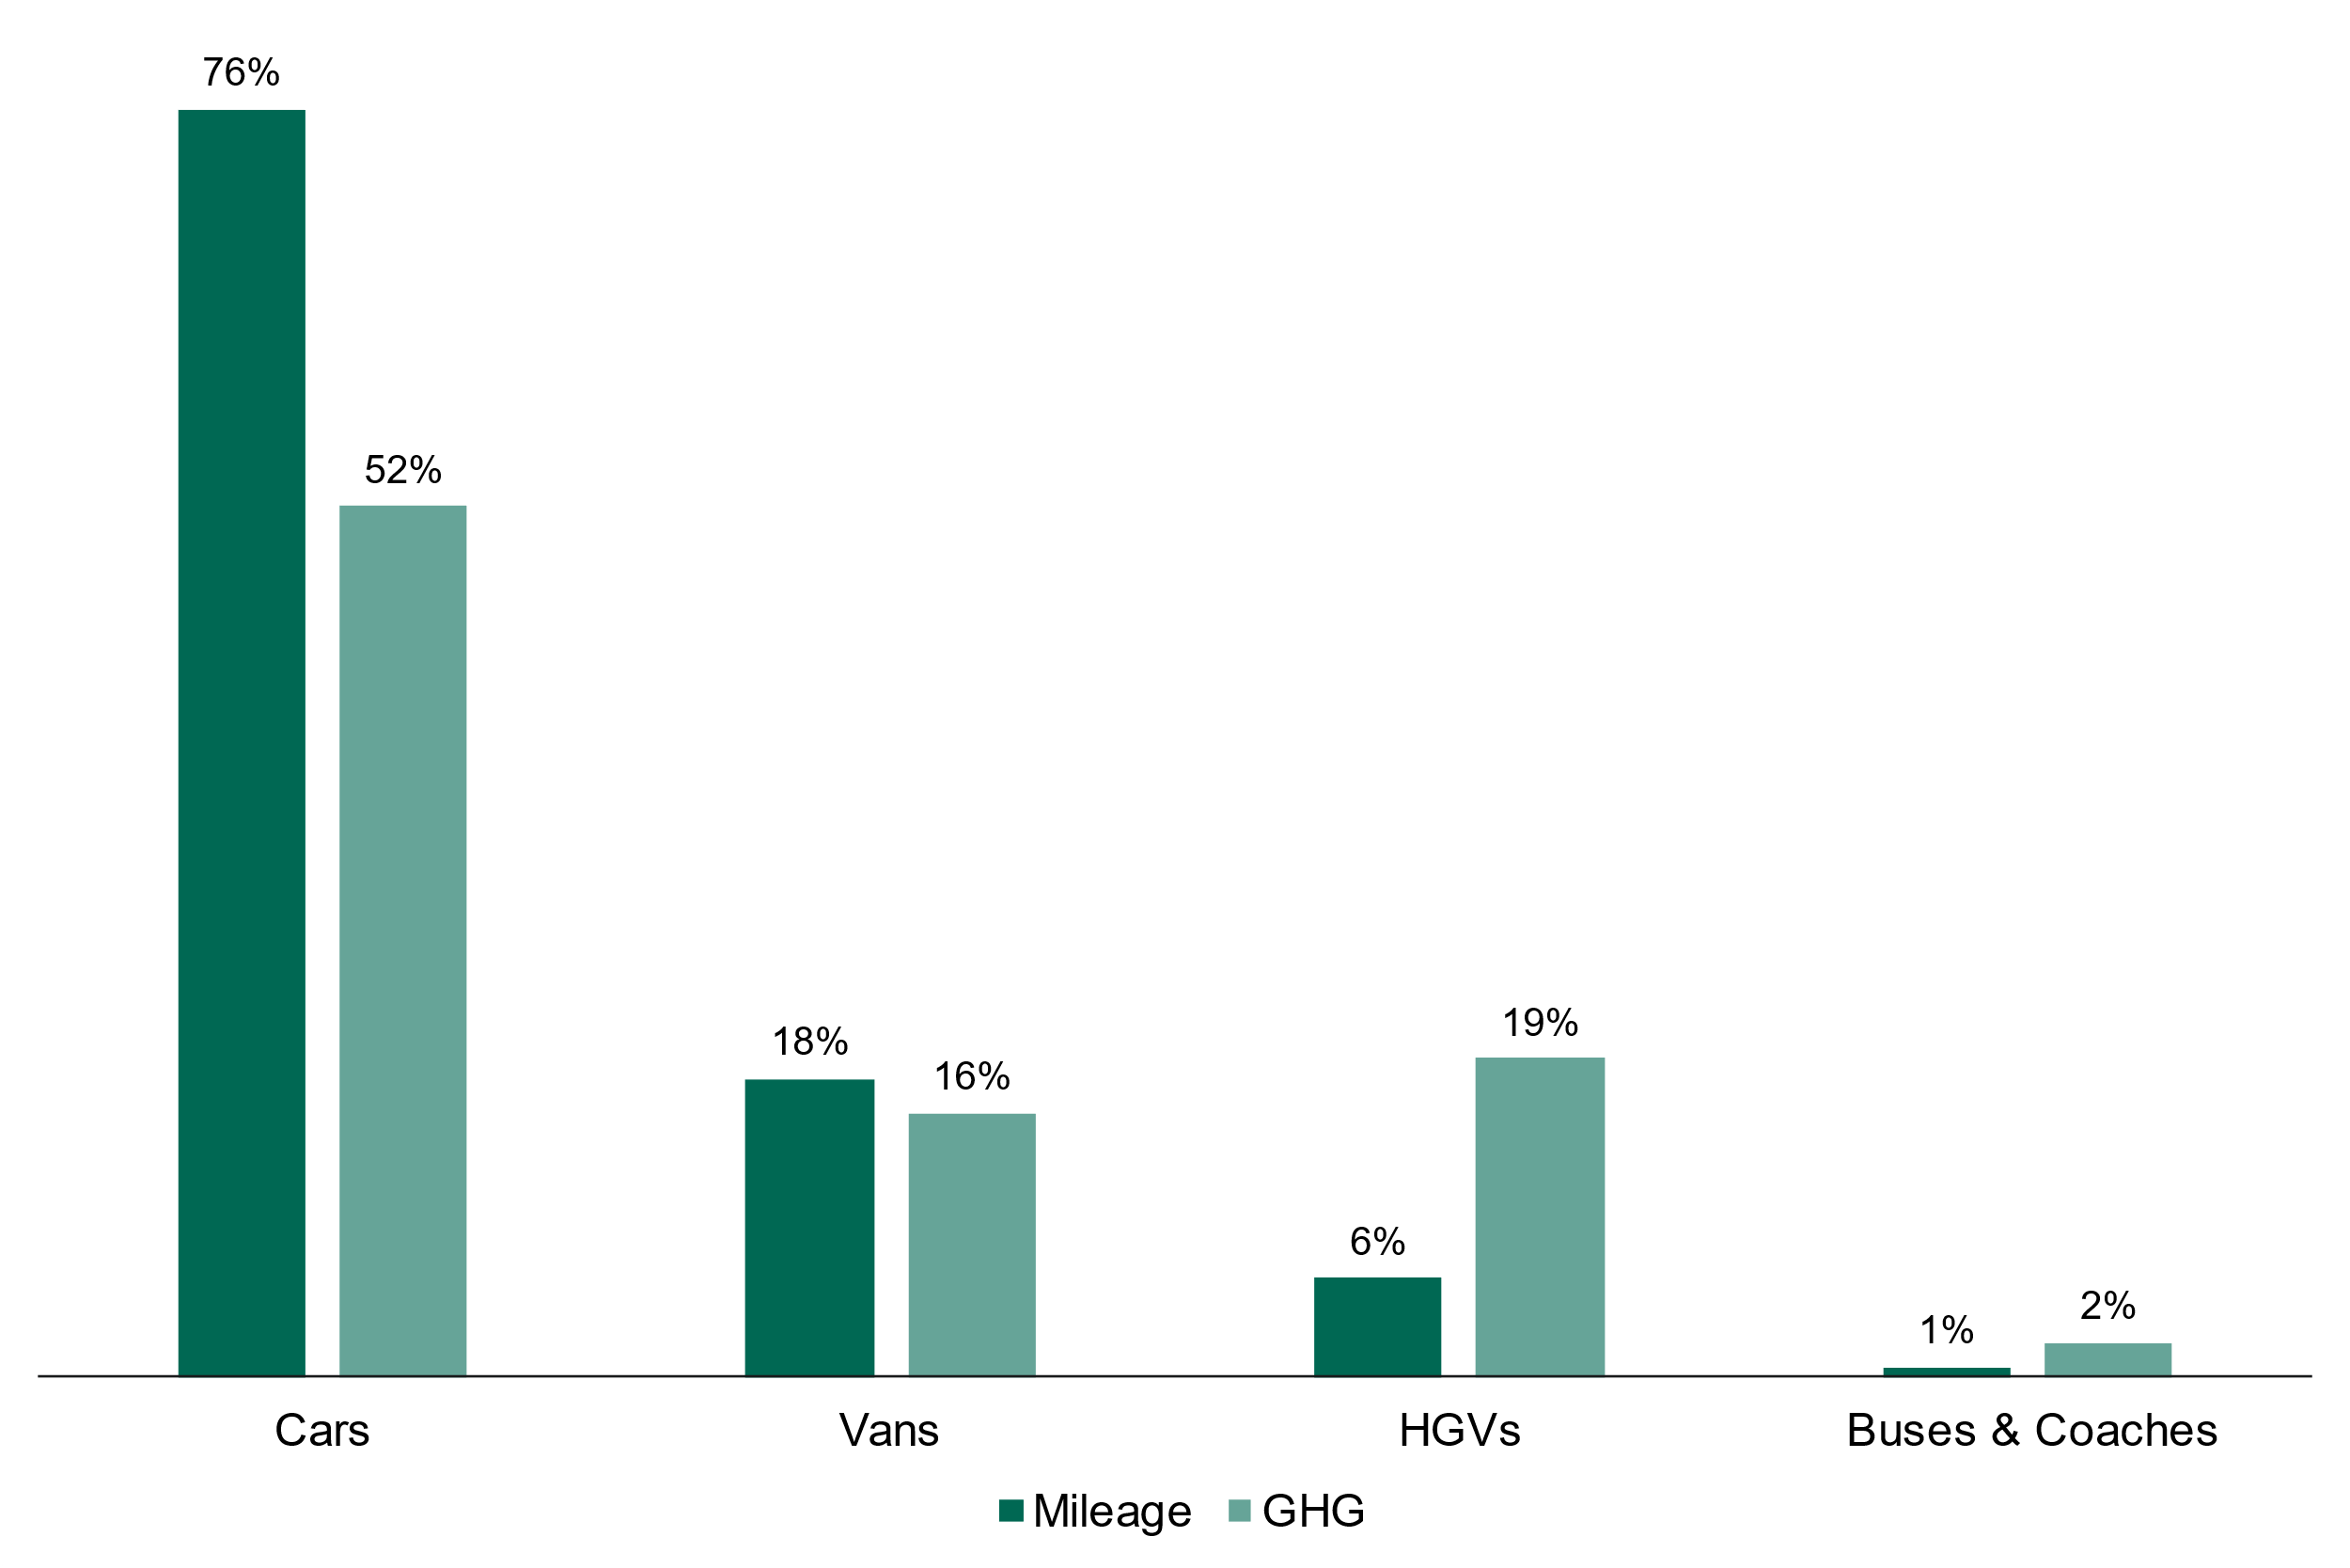 76%
52%
18%
16%
6%
19%
1%
2%
Cars
Vans
HGVs
Buses & Coaches
Mileage
GHG